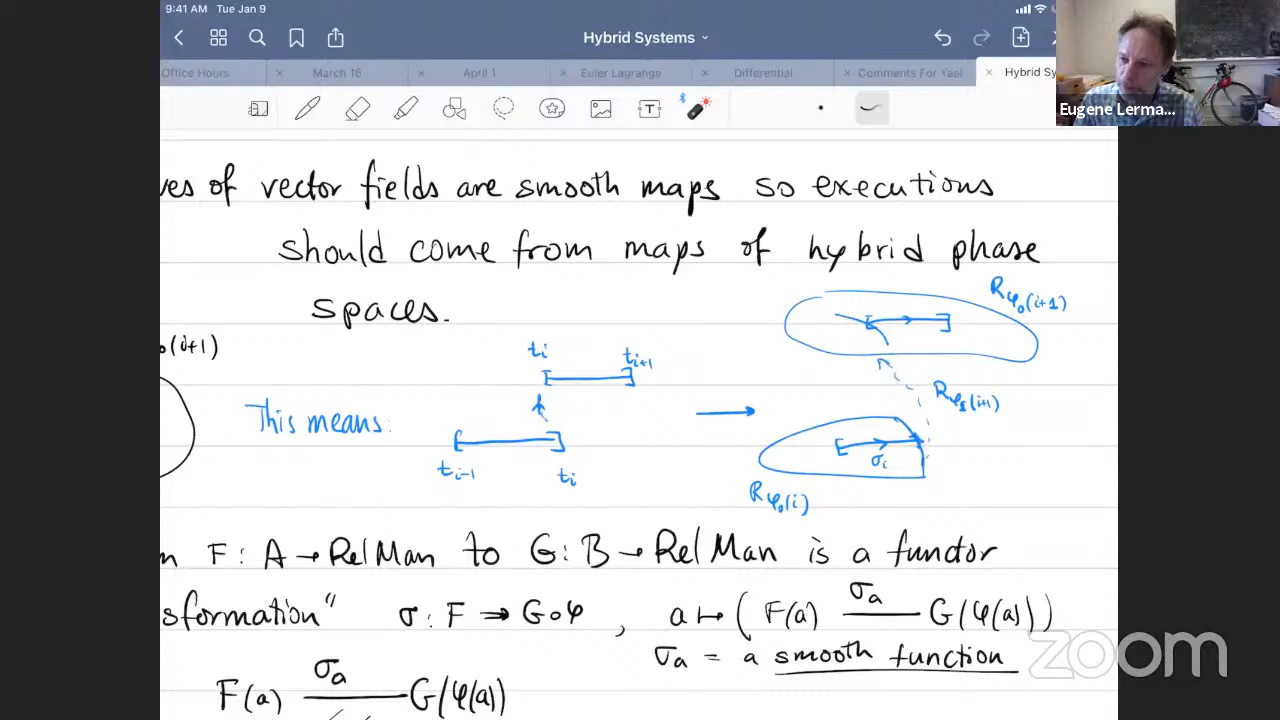 9:41 AM Tue Jan 9
Hybrid Systems
Office Hours
March 16
April 1
Euler Lagrange
Differential
Comments For Yael
Hybrid Sy
Eugene Lerma...
ves of vector fields are smooth maps so executions
should come from maps of hybrid phase
spaces.
R φ₀(i+1)
φ₀(i+1)
tᵢ
tᵢ₊₁
This means:
R φ₁(i+1)
tᵢ₋₁
tᵢ
σᵢ
R φ₀(i)
m F: A → RelMan to G: B → RelMan is a functor
sformation" σ: F ⇒ G∘φ , a ↦ ( F(a) —σₐ— G(φ(a)) )
σₐ = a smooth function
F(a) —σₐ— G(φ(a))
zoom